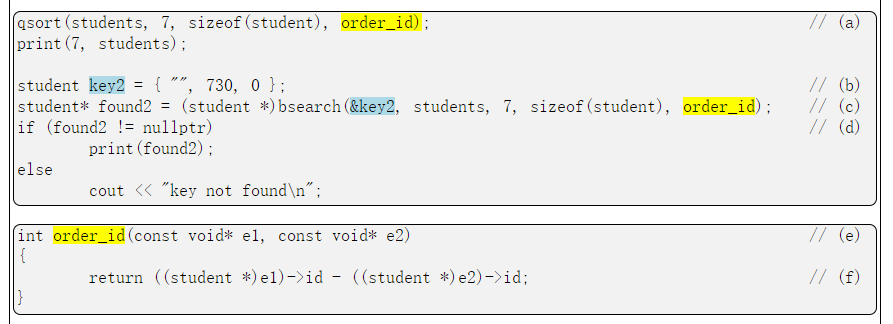 qsort(students, 7, sizeof(student), order_id); // (a)
print(7, students);
student key2 = { "", 730, 0 }; // (b)
student* found2 = (student *)bsearch(&key2, students, 7, sizeof(student), order_id); // (c)
if (found2 != nullptr) // (d)
print(found2);
else
cout << "key not found\n";
int order_id(const void* e1, const void* e2) // (e)
{
return ((student *)e1)->id - ((student *)e2)->id; // (f)
}